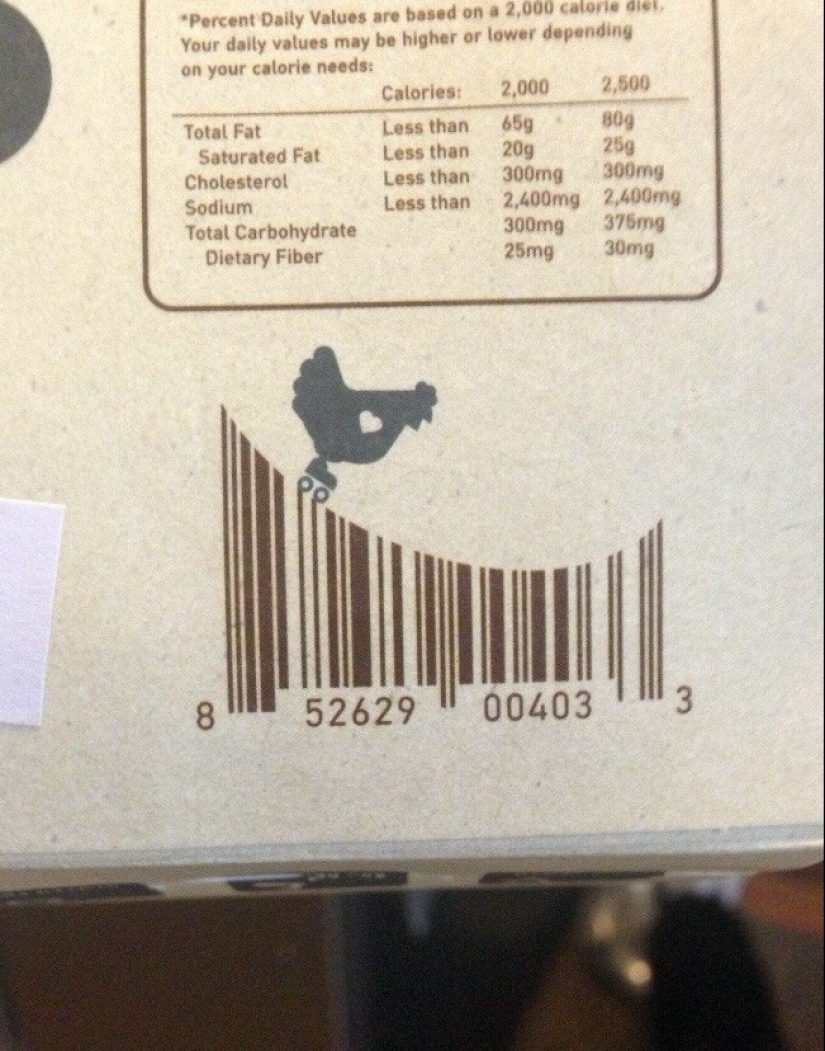 *Percent Daily Values are based on a 2,000 calorie diet.
Your daily values may be higher or lower depending
on your calorie needs:
Calories: 2,000 2,500
Total Fat Less than 65g 80g
Saturated Fat Less than 20g 25g
Cholesterol Less than 300mg 300mg
Sodium Less than 2,400mg 2,400mg
Total Carbohydrate 300mg 375mg
Dietary Fiber 25mg 30mg
8 52629 00403 3